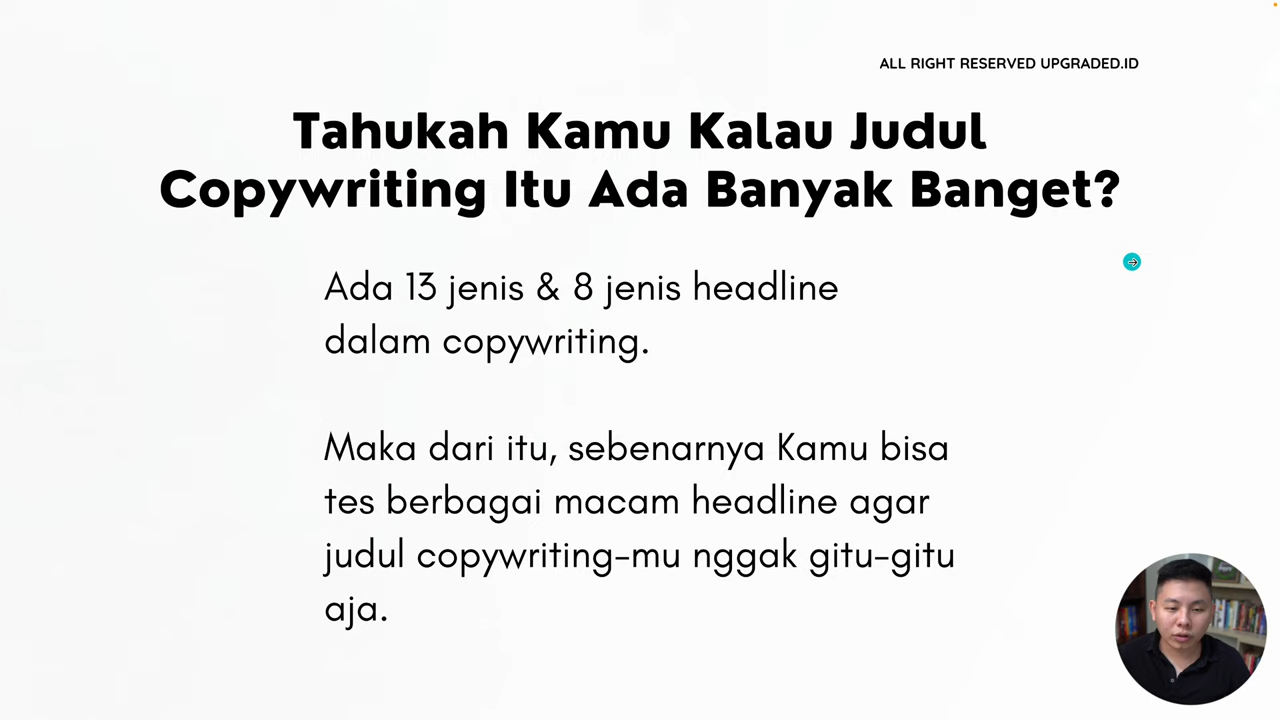 ALL RIGHT RESERVED UPGRADED.ID
Tahukah Kamu Kalau Judul
Copywriting Itu Ada Banyak Banget?
Ada 13 jenis & 8 jenis headline
dalam copywriting.
Maka dari itu, sebenarnya Kamu bisa
tes berbagai macam headline agar
judul copywriting-mu nggak gitu-gitu
aja.